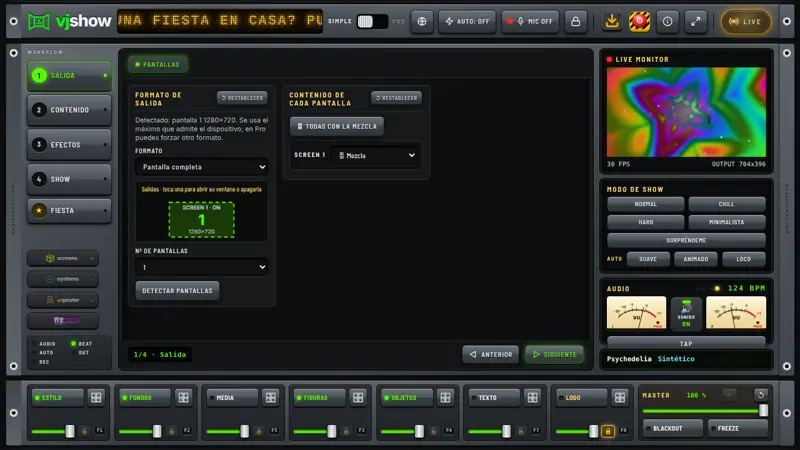 vjshow
UNA FIESTA EN CASA? PU
SIMPLE
PRO
AUTO: OFF
MIC OFF
LIVE
WORKFLOW
1 SALIDA
2 CONTENIDO
3 EFECTOS
4 SHOW
FIESTA
screens
systems
AUDIO
BEAT
AUTO
OUT
REC
PANTALLAS
FORMATO DE SALIDA
RESTABLECER
Detectado: pantalla 1 1280×720. Se usa el
máximo que admite el dispositivo; en Pro
puedes forzar otro formato.
FORMATO
Pantalla completa
Salidas · toca una para abrir su ventana o apagarla
SCREEN 1 · ON
1
1280×720
Nº DE PANTALLAS
1
DETECTAR PANTALLAS
CONTENIDO DE CADA PANTALLA
RESTABLECER
TODAS CON LA MEZCLA
SCREEN 1
Mezcla
1/4 · Salida
ANTERIOR
SIGUIENTE
LIVE MONITOR
30 FPS
OUTPUT 704x396
MODO DE SHOW
NORMAL
CHILL
HARD
MINIMALISTA
SORPRÉNDEME
AUTO
SUAVE
ANIMADO
LOCO
AUDIO
124 BPM
VU
SONIDO
ON
VU
TAP
Psychedelia Sintético
ESTILO
F1
FONDOS
F2
MEDIA
F5
FIGURAS
F3
OBJETOS
F4
TEXTO
F7
LOGO
F8
MASTER
100 %
BLACKOUT
FREEZE